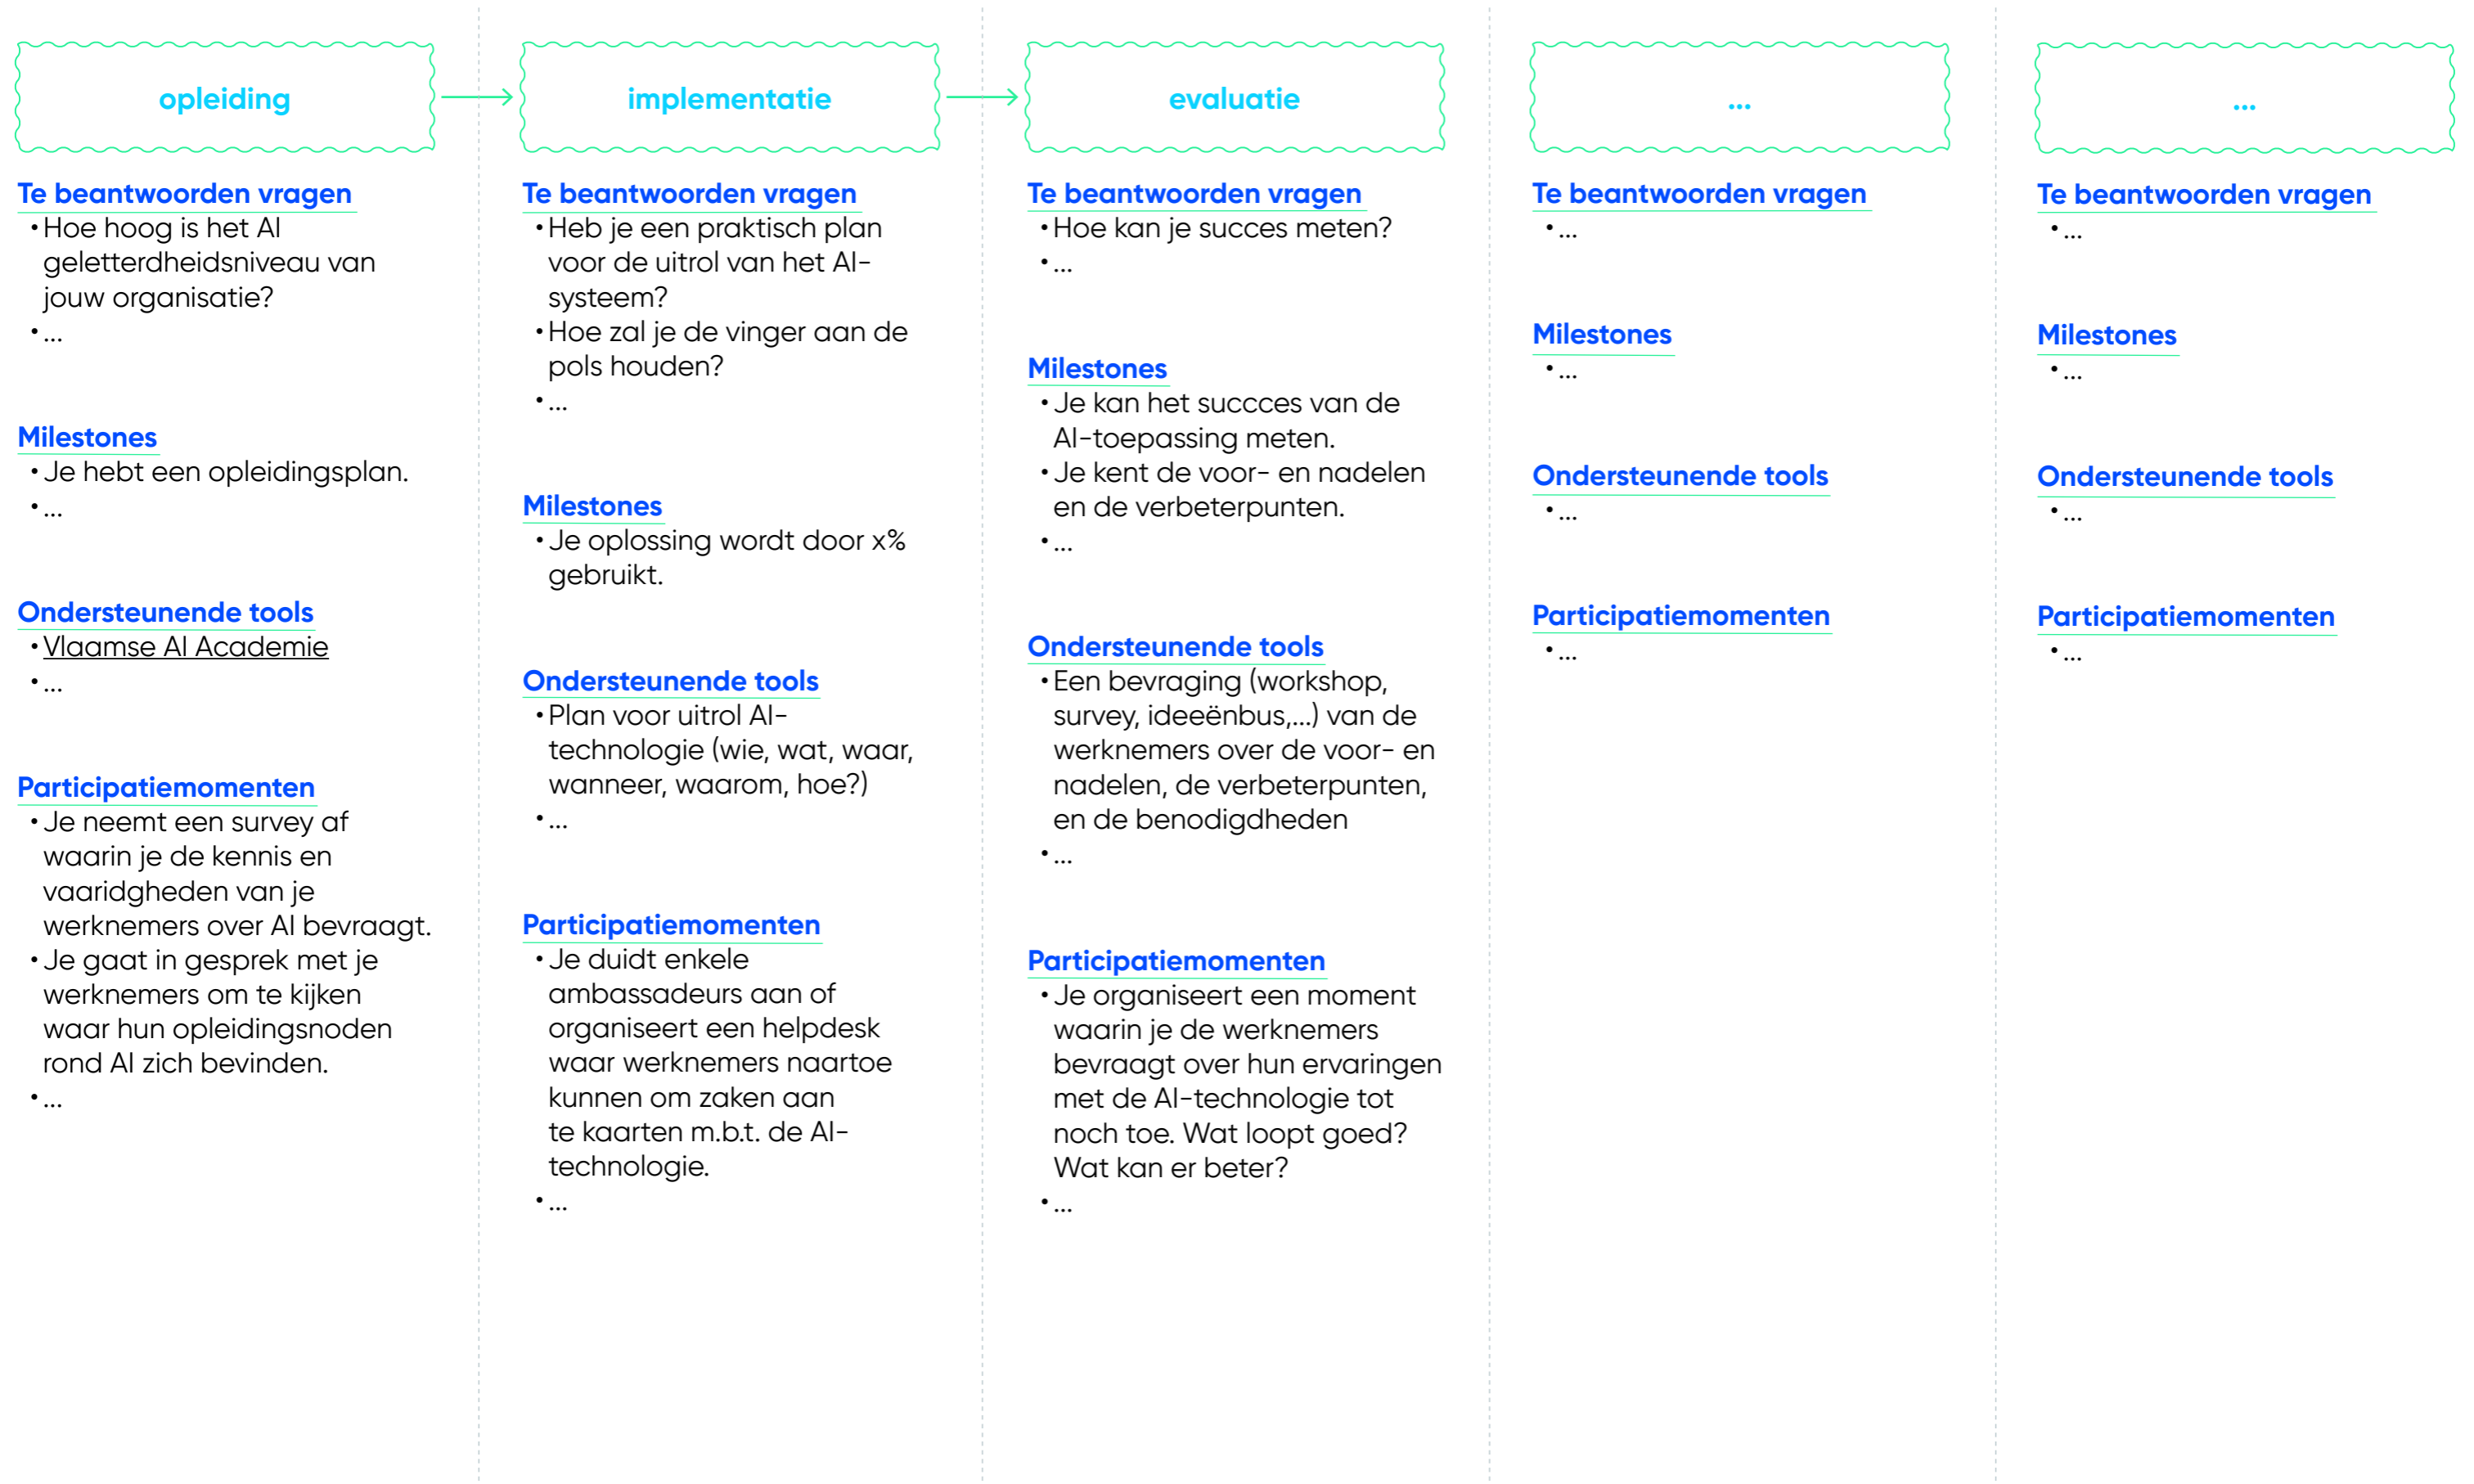 opleiding
Te beantwoorden vragen
• Hoe hoog is het AI
geletterdheidsniveau van
jouw organisatie?
• ...
Milestones
• Je hebt een opleidingsplan.
• ...
Ondersteunende tools
• Vlaamse AI Academie
• ...
Participatiemomenten
• Je neemt een survey af
waarin je de kennis en
vaaridgheden van je
werknemers over AI bevraagt.
• Je gaat in gesprek met je
werknemers om te kijken
waar hun opleidingsnoden
rond AI zich bevinden.
• ...
implementatie
Te beantwoorden vragen
• Heb je een praktisch plan
voor de uitrol van het AI-
systeem?
• Hoe zal je de vinger aan de
pols houden?
• ...
Milestones
• Je oplossing wordt door x%
gebruikt.
Ondersteunende tools
• Plan voor uitrol AI-
technologie (wie, wat, waar,
wanneer, waarom, hoe?)
• ...
Participatiemomenten
• Je duidt enkele
ambassadeurs aan of
organiseert een helpdesk
waar werknemers naartoe
kunnen om zaken aan
te kaarten m.b.t. de AI-
technologie.
• ...
evaluatie
Te beantwoorden vragen
• Hoe kan je succes meten?
• ...
Milestones
• Je kan het succces van de
AI-toepassing meten.
• Je kent de voor- en nadelen
en de verbeterpunten.
• ...
Ondersteunende tools
• Een bevraging (workshop,
survey, ideeënbus,...) van de
werknemers over de voor- en
nadelen, de verbeterpunten,
en de benodigdheden
• ...
Participatiemomenten
• Je organiseert een moment
waarin je de werknemers
bevraagt over hun ervaringen
met de AI-technologie tot
noch toe. Wat loopt goed?
Wat kan er beter?
• ...
...
Te beantwoorden vragen
• ...
Milestones
• ...
Ondersteunende tools
• ...
Participatiemomenten
• ...
...
Te beantwoorden vragen
• ...
Milestones
• ...
Ondersteunende tools
• ...
Participatiemomenten
• ...